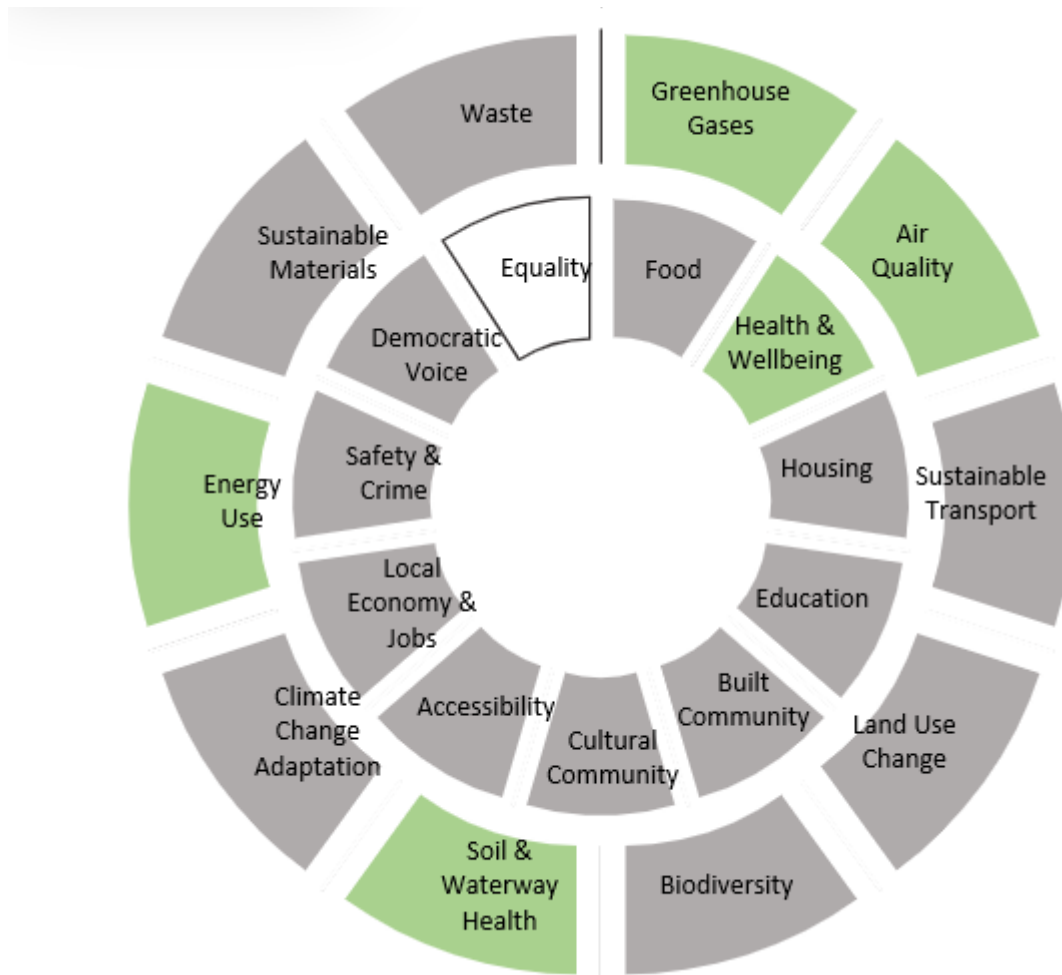 Greenhouse
Gases
Air
Quality
Sustainable
Transport
Land Use
Change
Biodiversity
Soil &
Waterway
Health
Climate
Change
Adaptation
Energy
Use
Sustainable
Materials
Waste
Food
Health &
Wellbeing
Housing
Education
Built
Community
Cultural
Community
Accessibility
Local
Economy &
Jobs
Safety &
Crime
Democratic
Voice
Equality